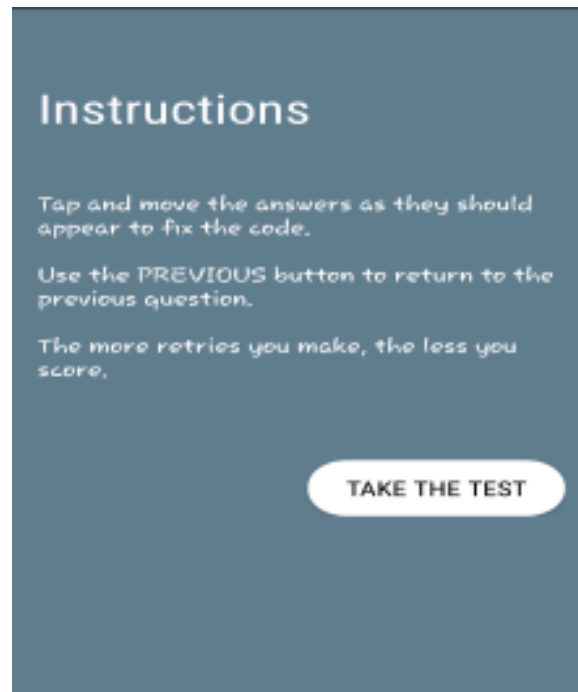 Instructions
Tap and move the answers as they should
appear to fix the code.
Use the PREVIOUS button to return to the
previous question.
The more retries you make, the less you
score.
TAKE THE TEST